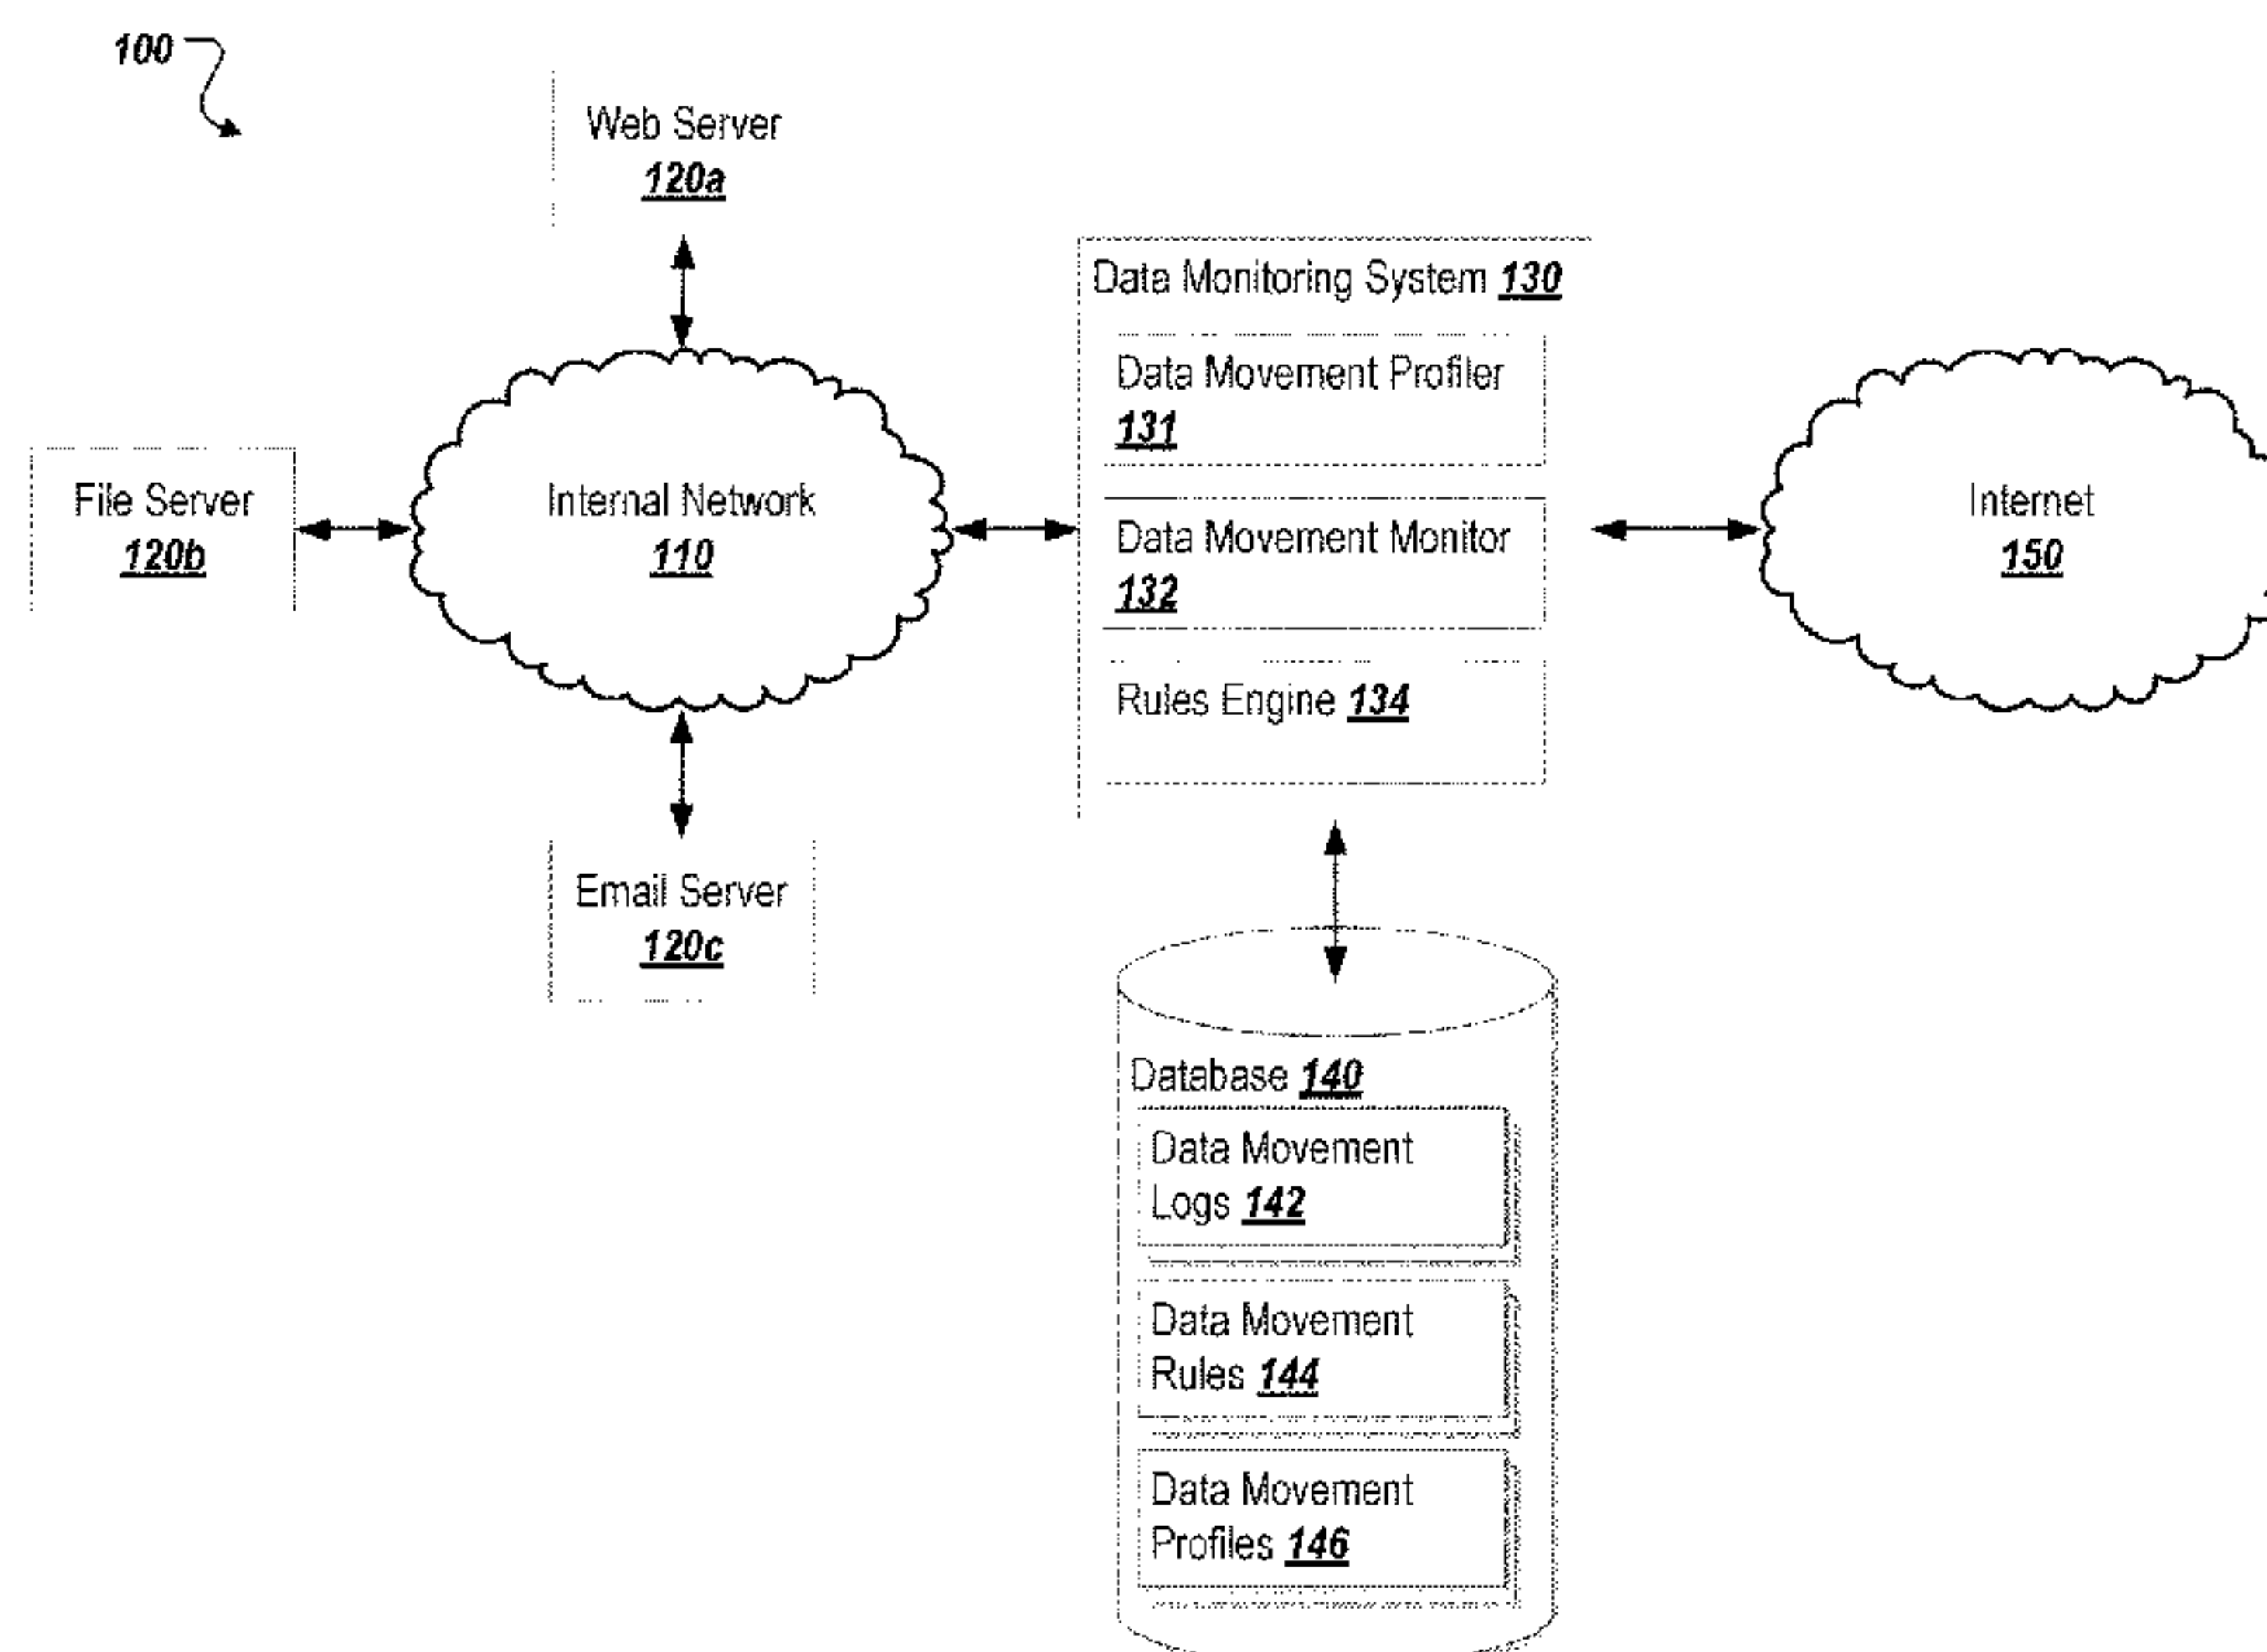 100
Web Server
120a
Data Monitoring System 130
Data Movement Profiler
131
File Server
120b
Internal Network
110
Data Movement Monitor
132
Internet
150
Rules Engine 134
Email Server
120c
Database 140
Data Movement
Logs 142
Data Movement
Rules 144
Data Movement
Profiles 146